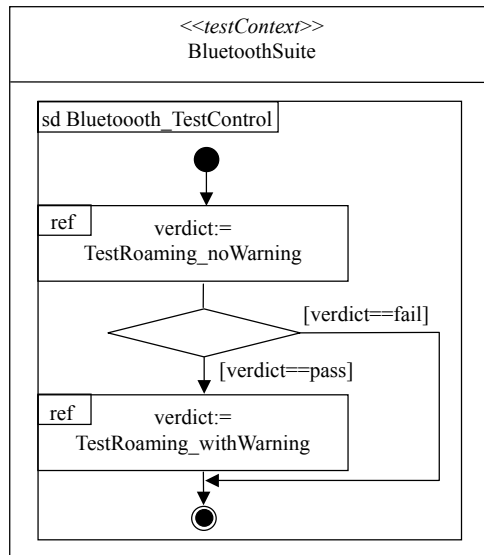 <<testContext>>
BluetoothSuite
sd Bluetoooth_TestControl
ref
verdict:=
TestRoaming_noWarning
[verdict==fail]
[verdict==pass]
ref
verdict:=
TestRoaming_withWarning